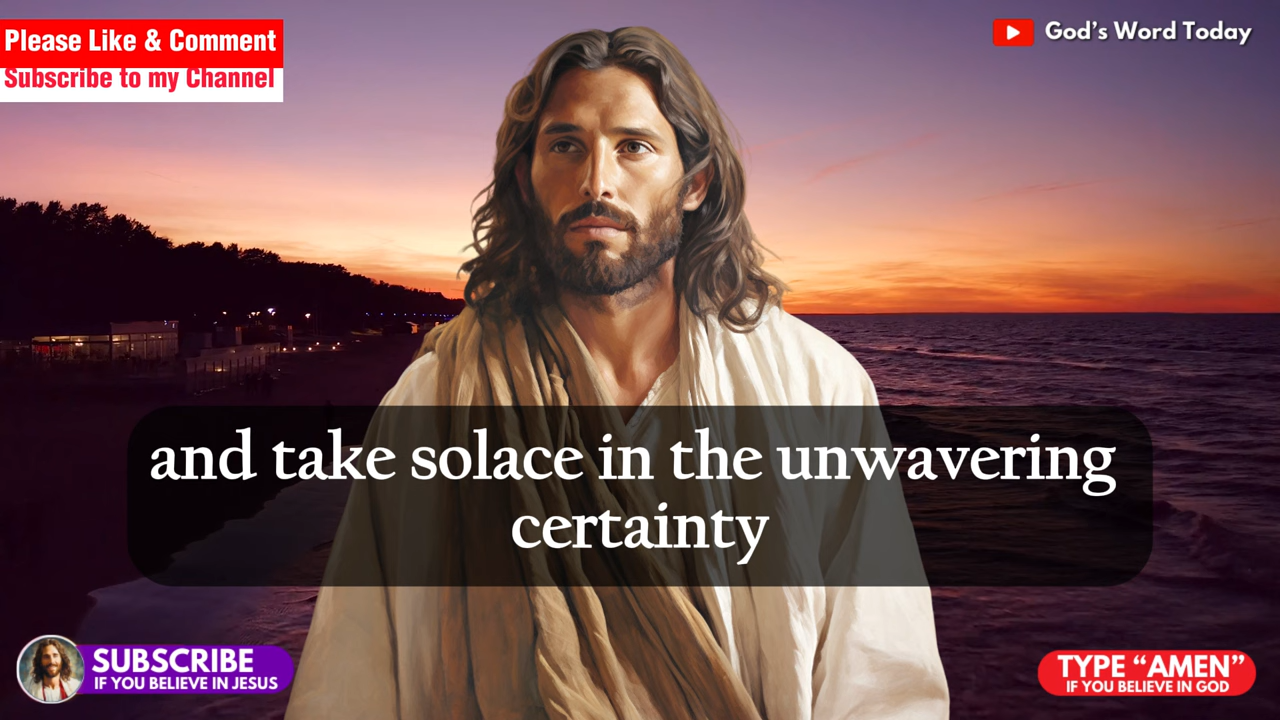 Please Like & Comment
Subscribe to my Channel
God's Word Today
and take solace in the unwavering
certainty
SUBSCRIBE
IF YOU BELIEVE IN JESUS
TYPE “AMEN”
IF YOU BELIEVE IN GOD